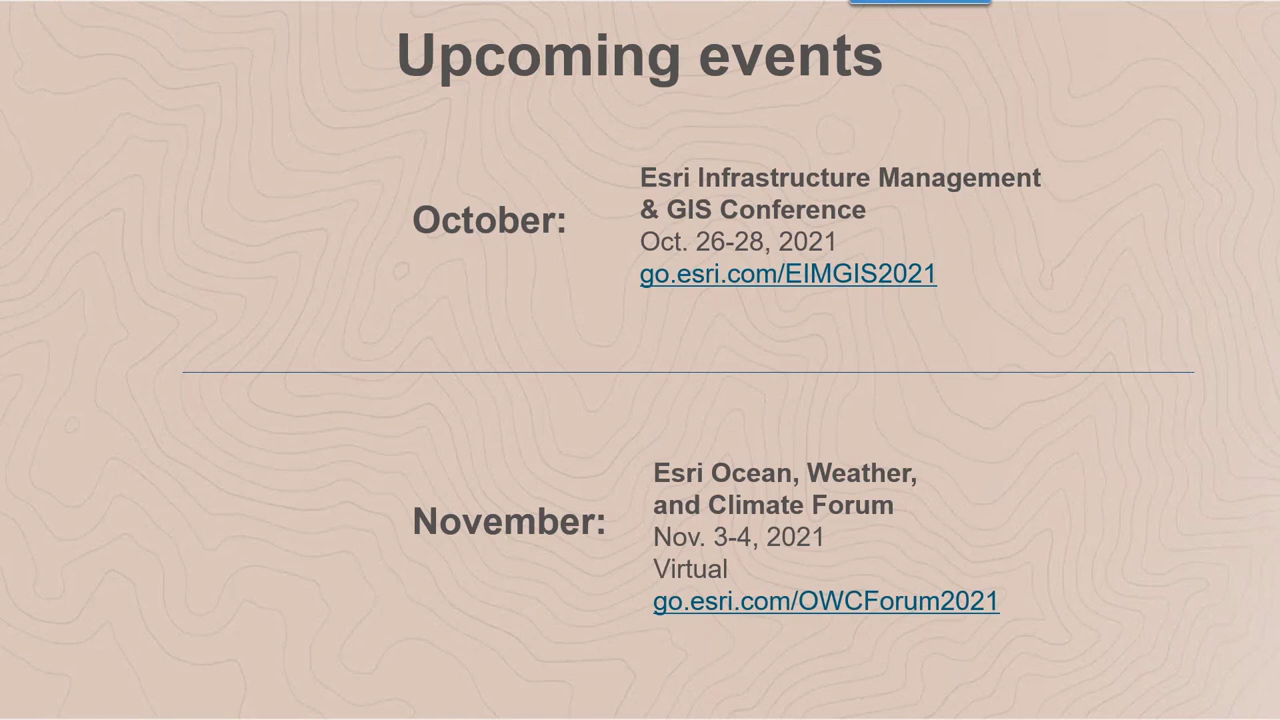 Upcoming events
October:
Esri Infrastructure Management
& GIS Conference
Oct. 26-28, 2021
go.esri.com/EIMGIS2021
November:
Esri Ocean, Weather,
and Climate Forum
Nov. 3-4, 2021
Virtual
go.esri.com/OWCForum2021